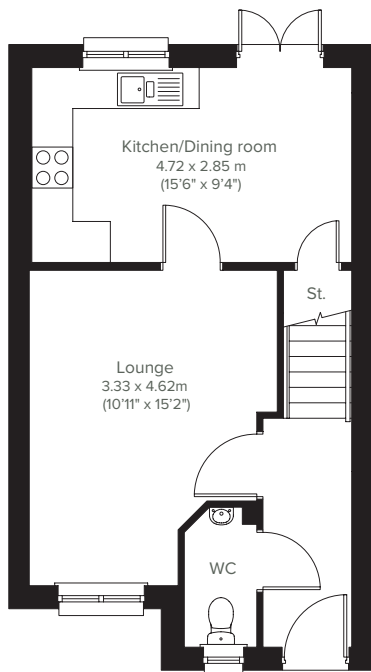 Kitchen/Dining room
4.72 x 2.85 m
(15'6" x 9'4")
St.
Lounge
3.33 x 4.62m
(10'11" x 15'2")
WC